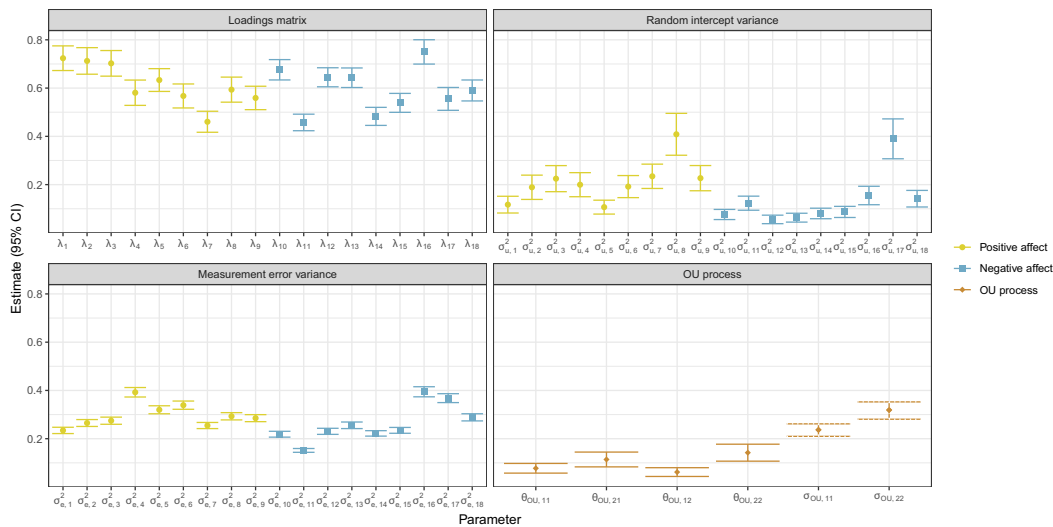 Loadings matrix
Random intercept variance
0.8
0.6
0.4
0.2
λ1 λ2 λ3 λ4 λ5 λ6 λ7 λ8 λ9 λ10 λ11 λ12 λ13 λ14 λ15 λ16 λ17 λ18
σ²u, 1 σ²u, 2 σ²u, 3 σ²u, 4 σ²u, 5 σ²u, 6 σ²u, 7 σ²u, 8 σ²u, 9 σ²u, 10 σ²u, 11 σ²u, 12 σ²u, 13 σ²u, 14 σ²u, 15 σ²u, 16 σ²u, 17 σ²u, 18
Measurement error variance
OU process
0.8
0.6
0.4
0.2
σ²e, 1 σ²e, 2 σ²e, 3 σ²e, 4 σ²e, 5 σ²e, 6 σ²e, 7 σ²e, 8 σ²e, 9 σ²e, 10 σ²e, 11 σ²e, 12 σ²e, 13 σ²e, 14 σ²e, 15 σ²e, 16 σ²e, 17 σ²e, 18
θOU, 11 θOU, 21 θOU, 12 θOU, 22 σOU, 11 σOU, 22
Estimate (95% CI)
Parameter
Positive affect
Negative affect
OU process